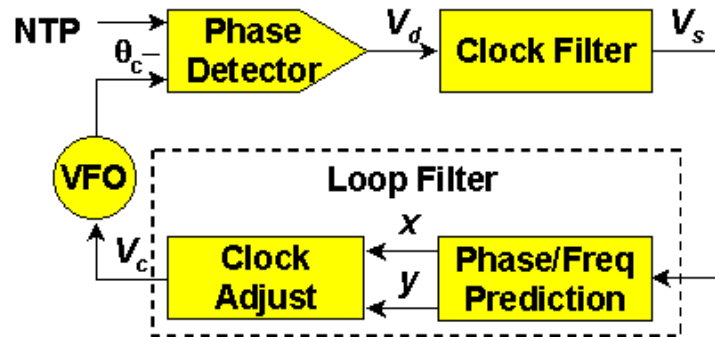 NTP
θc−
Phase
Detector
Vd
Clock Filter
Vs
VFO
Loop Filter
Vc
Clock
Adjust
x
y
Phase/Freq
Prediction